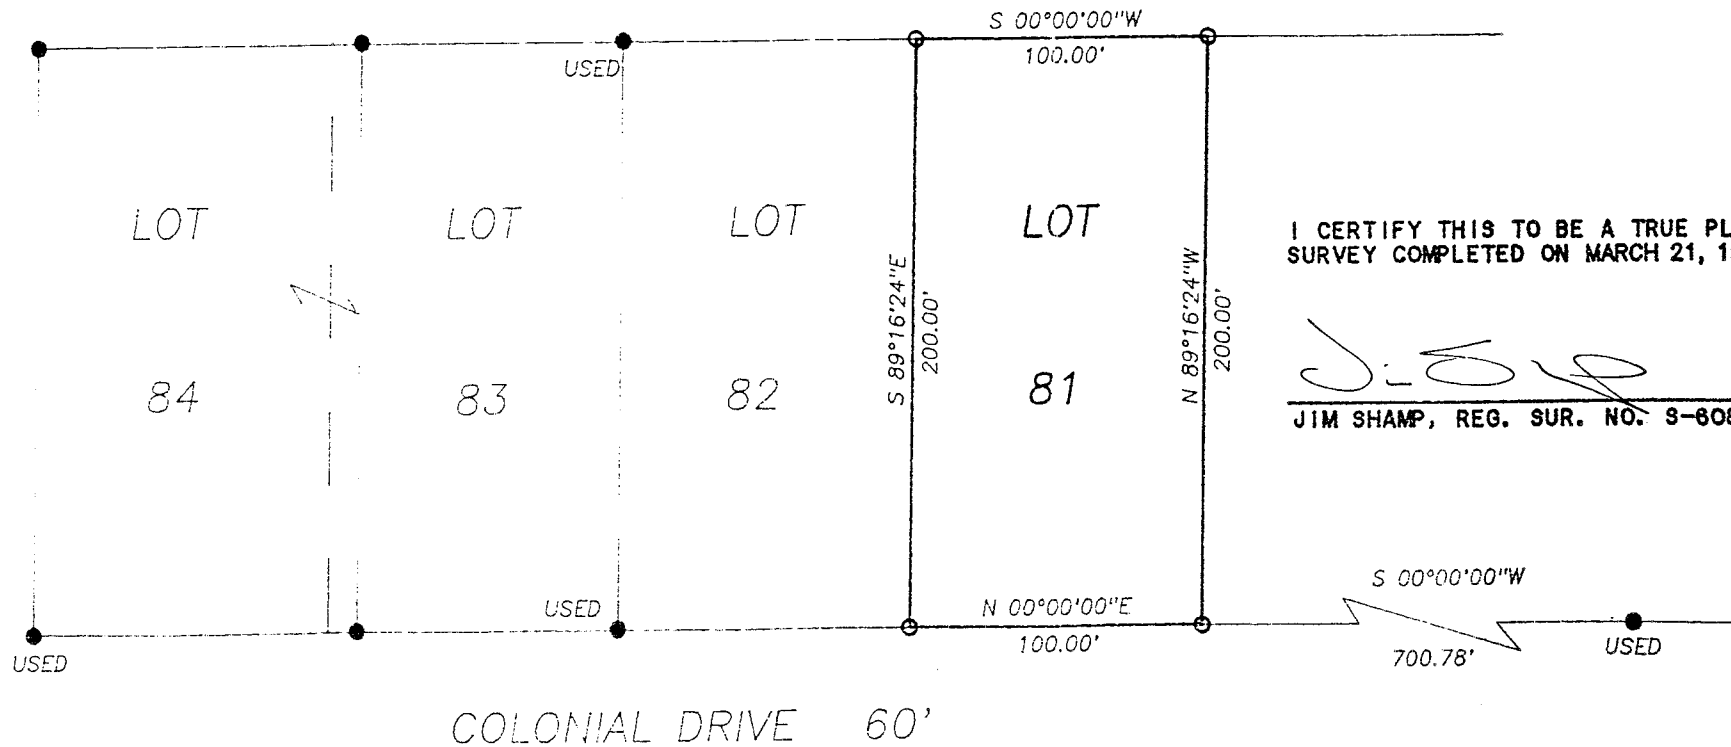 S 00°00'00"W
100.00'
USED
LOT
LOT
LOT
LOT
84
83
82
81
S 89°16'24"E
200.00'
N 89°16'24"W
200.00'
I CERTIFY THIS TO BE A TRUE PL
SURVEY COMPLETED ON MARCH 21, 1
JIM SHAMP, REG. SUR. NO. S-608
S 00°00'00"W
700.78'
USED
USED
N 00°00'00"E
100.00'
USED
COLONIAL DRIVE 60'